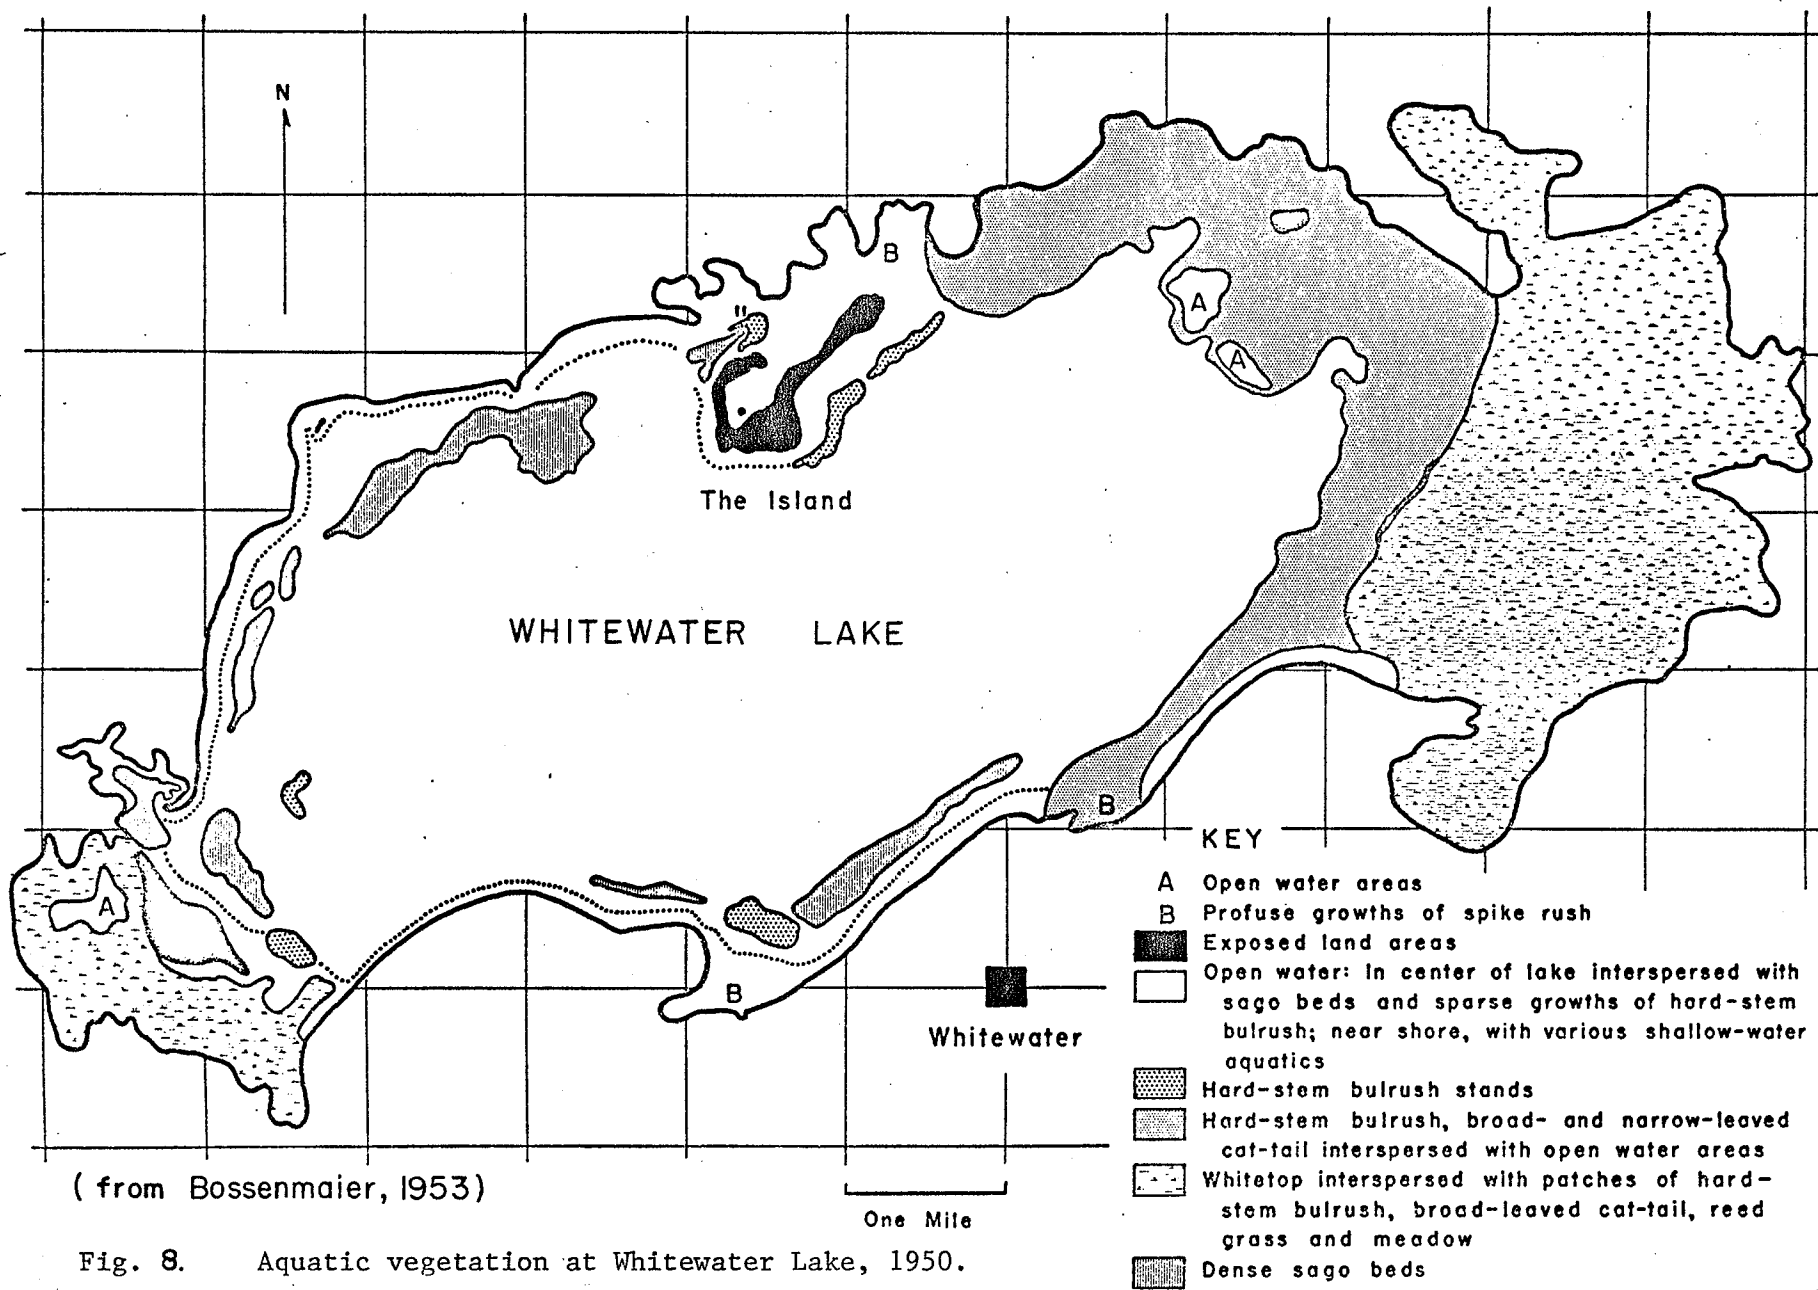 N
B
A
A
The Island
WHITEWATER LAKE
A
B
B
Whitewater
KEY
A Open water areas
B Profuse growths of spike rush
Exposed land areas
Open water: In center of lake interspersed with
sago beds and sparse growths of hard-stem
bulrush; near shore, with various shallow-water
aquatics
Hard-stem bulrush stands
Hard-stem bulrush, broad- and narrow-leaved
cat-tail interspersed with open water areas
Whitetop interspersed with patches of hard-
stem bulrush, broad-leaved cat-tail, reed
grass and meadow
Dense sago beds
(from Bossenmaier, 1953)
One Mile
Fig. 8. Aquatic vegetation at Whitewater Lake, 1950.